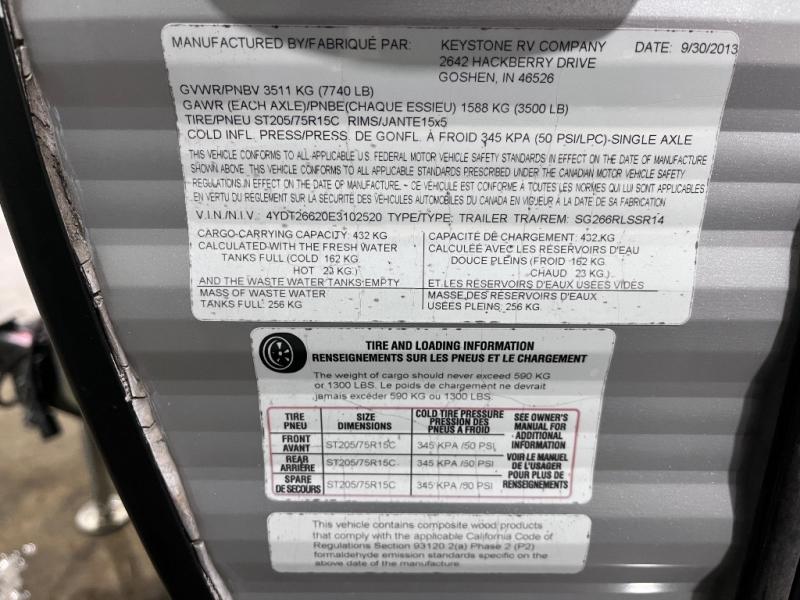 MANUFACTURED BY/FABRIQUÉ PAR: KEYSTONE RV COMPANY DATE: 9/30/2013
2642 HACKBERRY DRIVE
GOSHEN, IN 46526
GVWR/PNBV 3511 KG (7740 LB)
GAWR (EACH AXLE)/PNBE(CHAQUE ESSIEU) 1588 KG (3500 LB)
TIRE/PNEU ST205/75R15C RIMS/JANTE15x5
COLD INFL. PRESS/PRESS. DE GONFL. À FROID 345 KPA (50 PSI/LPC)-SINGLE AXLE
THIS VEHICLE CONFORMS TO ALL APPLICABLE U.S. FEDERAL MOTOR VEHICLE SAFETY STANDARDS IN EFFECT ON THE DATE OF MANUFACTURE
SHOWN ABOVE. THIS VEHICLE CONFORMS TO ALL APPLICABLE STANDARDS PRESCRIBED UNDER THE CANADIAN MOTOR VEHICLE SAFETY
REGULATIONS IN EFFECT ON THE DATE OF MANUFACTURE. - CE VÉHICULE EST CONFORME À TOUTES LES NORMES QUI LUI SONT APPLICABLES
EN VERTU DU REGLEMENT SUR LA SÉCURITÉ DES VÉHICULES AUTOMOBILES DU CANADA EN VIGUEUR À LA DATE DE SA FABRICATION
V.I.N./N.I.V.: 4YDT26620E3102520 TYPE/TYPE: TRAILER TRA/REM: SG266RLSSR14
CARGO-CARRYING CAPACITY: 432 KG
CALCULATED WITH THE FRESH WATER
TANKS FULL (COLD 162 KG
HOT 23 KG.)
AND THE WASTE WATER TANKS EMPTY
MASS OF WASTE WATER
TANKS FULL: 256 KG
CAPACITÉ DE CHARGEMENT: 432 KG
CALCULÉE AVEC LES RÉSERVOIRS D'EAU
DOUCE PLEINS (FROID 162 KG
CHAUD 23 KG.)
ET LES RÉSERVOIRS D'EAUX USÉES VIDÉS
MASSE DES RÉSERVOIRS D'EAUX
USÉES PLEINS: 256 KG
TIRE AND LOADING INFORMATION
RENSEIGNEMENTS SUR LES PNEUS ET LE CHARGEMENT
The weight of cargo should never exceed 590 KG
or 1300 LBS. Le poids de chargement ne devrait
jamais excéder 590 KG ou 1300 LBS.
TIRE
PNEU
SIZE
DIMENSIONS
COLD TIRE PRESSURE
PRESSION DES
PNEUS A FROID
FRONT
AVANT
ST205/75R15C
345 KPA /50 PSI
REAR
ARRIÈRE
ST205/75R15C
345 KPA /50 PSI
SPARE
DE SECOURS
ST205/75R15C
345 KPA /50 PSI
SEE OWNER'S
MANUAL FOR
ADDITIONAL
INFORMATION
VOIR LE MANUEL
DE L'USAGER
POUR PLUS DE
RENSEIGNEMENTS
This vehicle contains composite wood products
that comply with the applicable California Code of
Regulations Section 93120.2(a) Phase 2 (P2)
formaldehyde emission standards specific on the
above date of the manufacture.